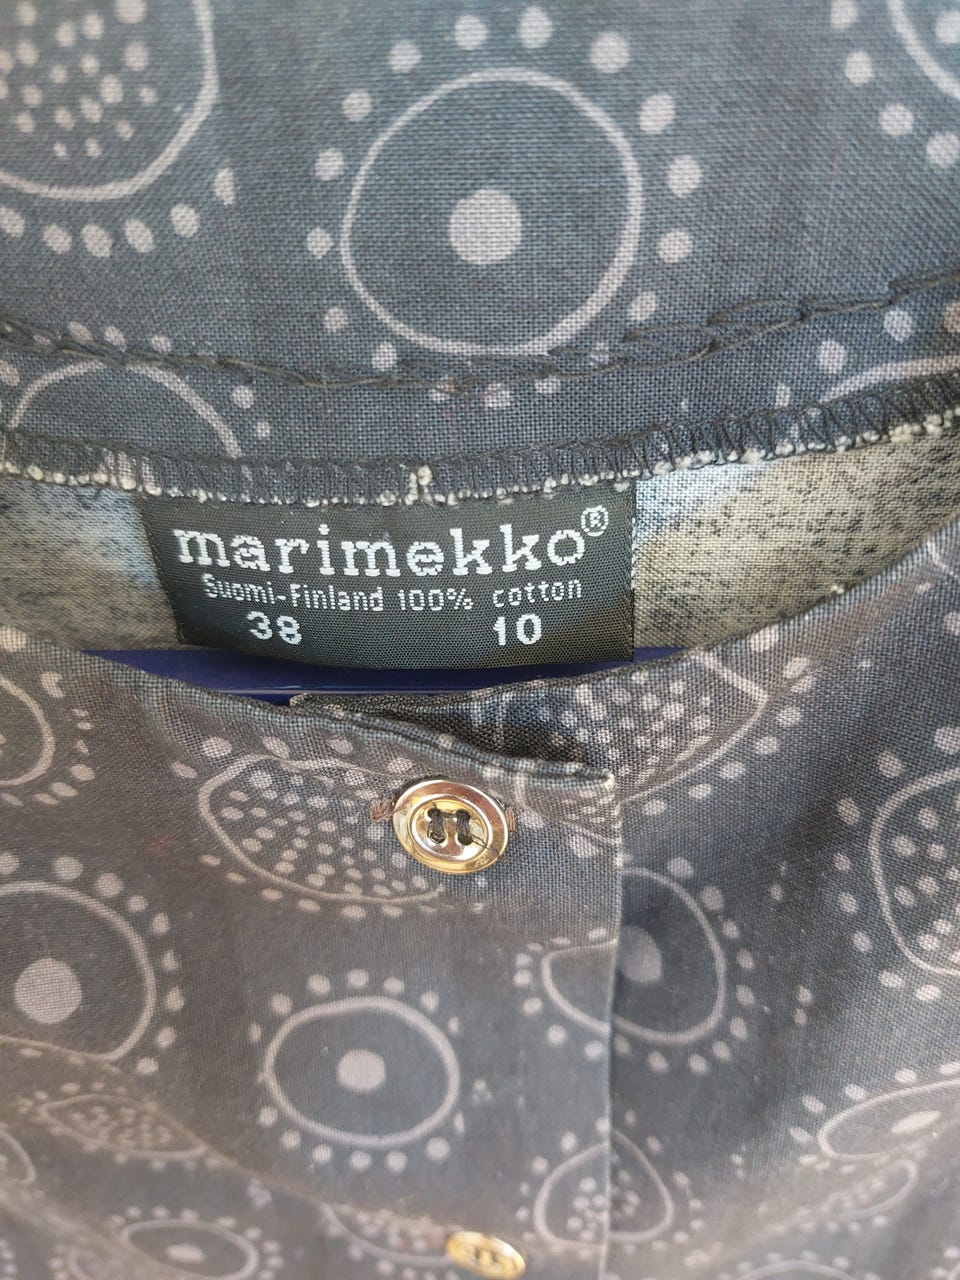 marimekko®
Suomi-Finland 100% cotton
38 10